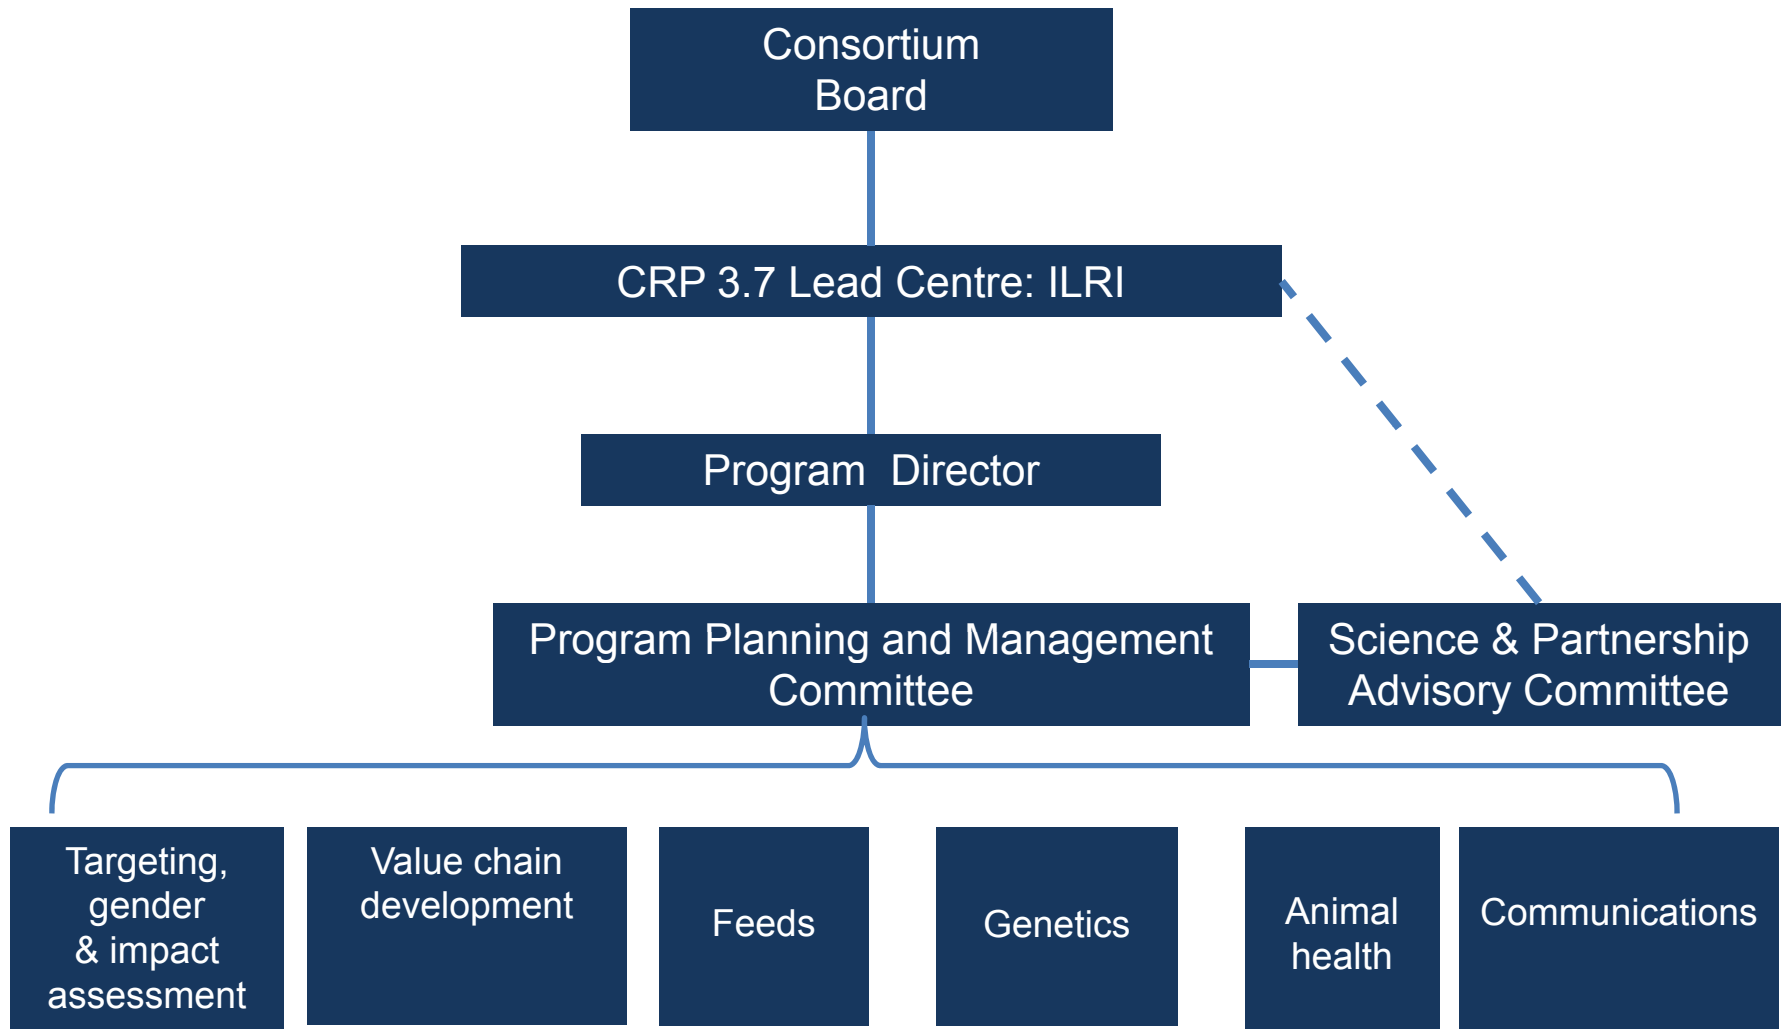 Consortium
Board
CRP 3.7 Lead Centre: ILRI
Program  Director
Program Planning and Management
Committee
Science & Partnership
Advisory Committee
Targeting,
gender
& impact
assessment
Value chain
development
Feeds
Genetics
Animal
health
Communications